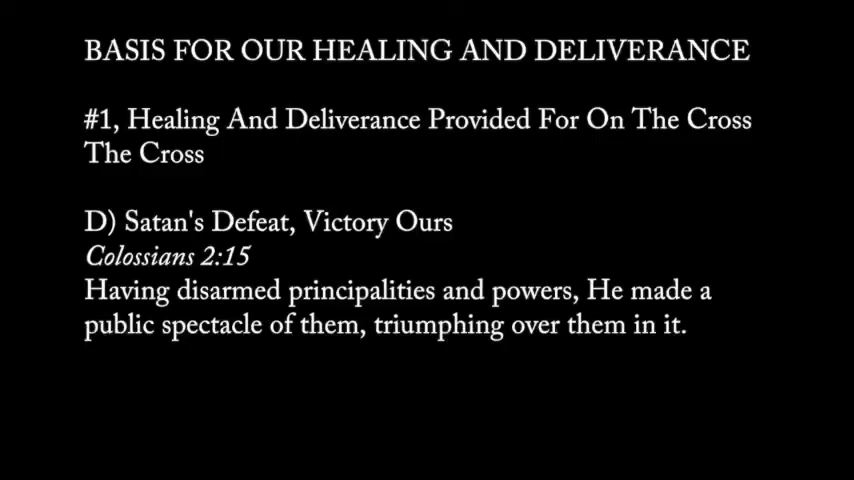 BASIS FOR OUR HEALING AND DELIVERANCE
#1, Healing And Deliverance Provided For On The Cross
The Cross
D) Satan's Defeat, Victory Ours
Colossians 2:15
Having disarmed principalities and powers, He made a
public spectacle of them, triumphing over them in it.